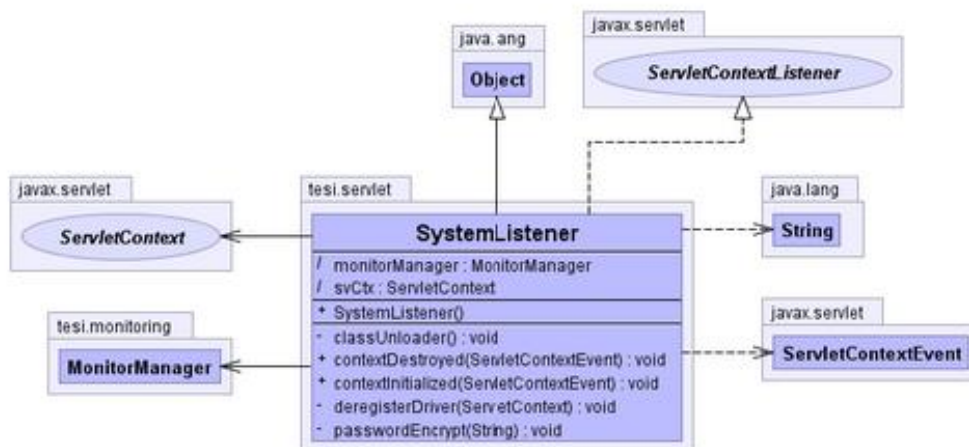 java.ang
Object
javax.servlet
ServletContextListener
javax.servlet
ServletContext
tesi.servlet
SystemListener
/ monitorManager : MonitorManager
/ svCtx : ServletContext
+ SystemListener()
- classUnloader() : void
+ contextDestroyed(ServletContextEvent) : void
+ contextInitialized(ServletContextEvent) : void
- deregisterDriver(ServetContext) : void
- passwordEncrypt(String) : void
java.lang
String
tesi.monitoring
MonitorManager
javax.servlet
ServletContextEvent